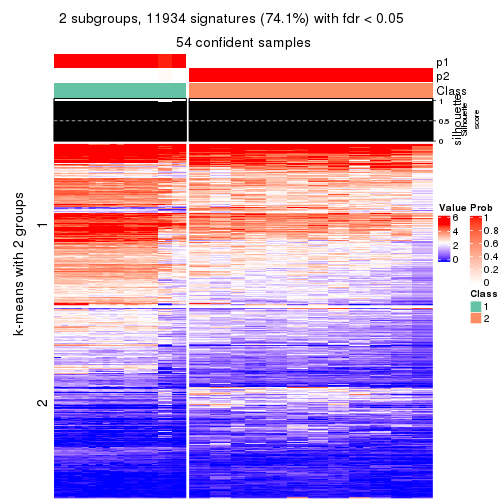 2 subgroups, 11934 signatures (74.1%) with fdr < 0.05
54 confident samples
p1
p2
Class
1
0.5
0
silhouette
Silhouette
score
k-means with 2 groups
1
2
Value
6
4
2
0
Prob
1
0.8
0.6
0.4
0.2
0
Class
1
2